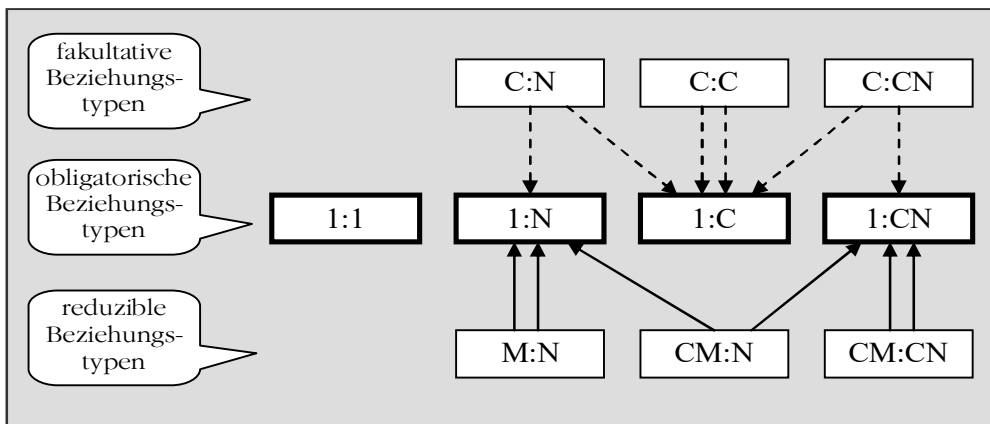 fakultative
Beziehungs-
typen
C:N
C:C
C:CN
obligatorische
Beziehungs-
typen
1:1
1:N
1:C
1:CN
reduzible
Beziehungs-
typen
M:N
CM:N
CM:CN